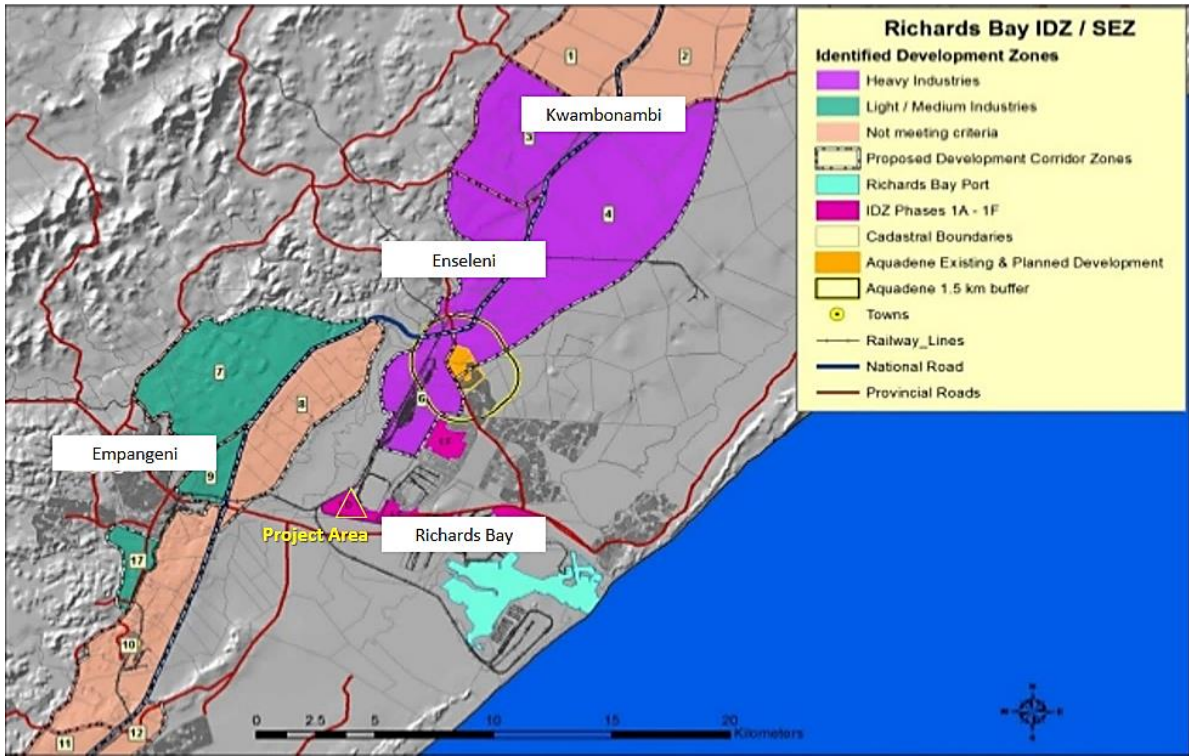 Richards Bay IDZ / SEZ
Identified Development Zones
Heavy Industries
Light / Medium Industries
Not meeting criteria
Proposed Development Corridor Zones
Richards Bay Port
IDZ Phases 1A - 1F
Cadastral Boundaries
Aquadene Existing & Planned Development
Aquadene 1.5 km buffer
Towns
Railway_Lines
National Road
Provincial Roads
1
2
Kwambonambi
3
4
Enseleni
7
8
6
Empangeni
9
1F
Project Area
Richards Bay
17
10
11
12
N
W
E
S
0
2.5
5
10
15
20
Kilometers